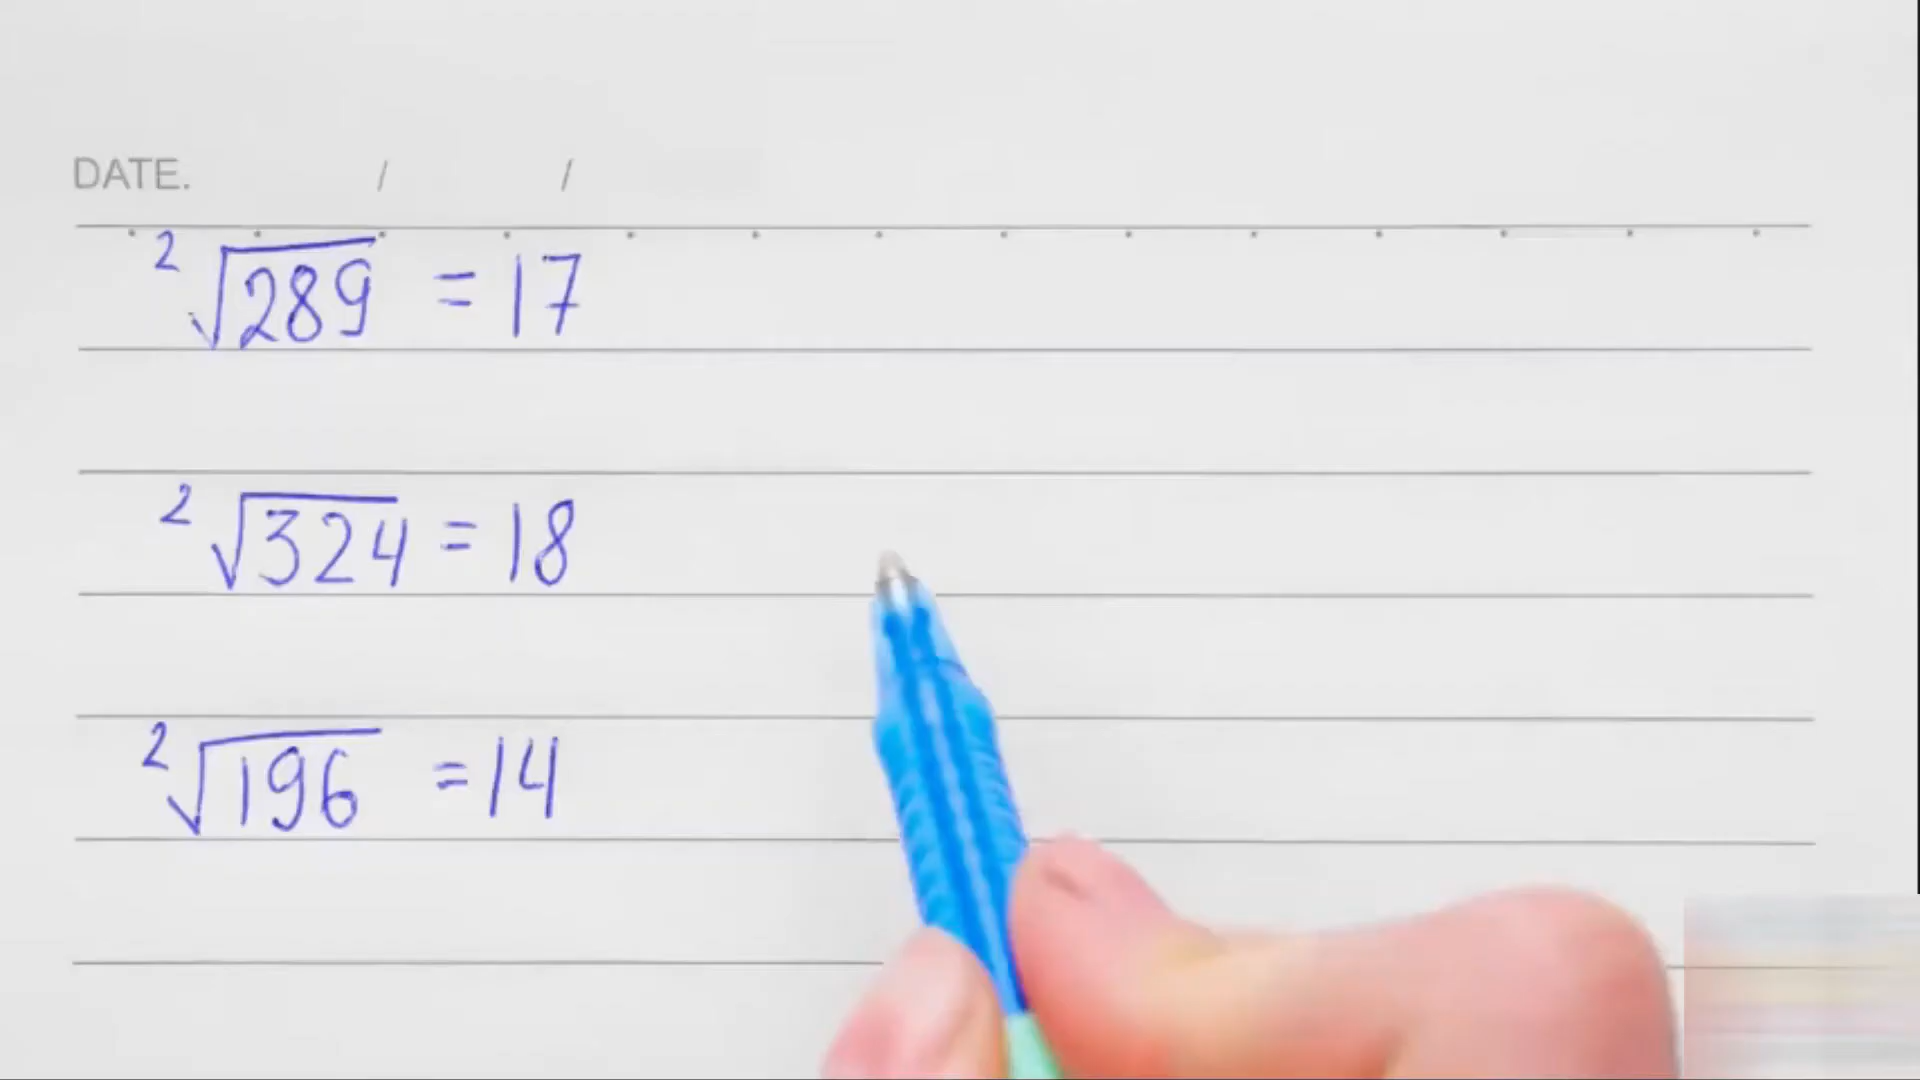 DATE. / /
²√289 = 17
²√324 = 18
²√196 = 14